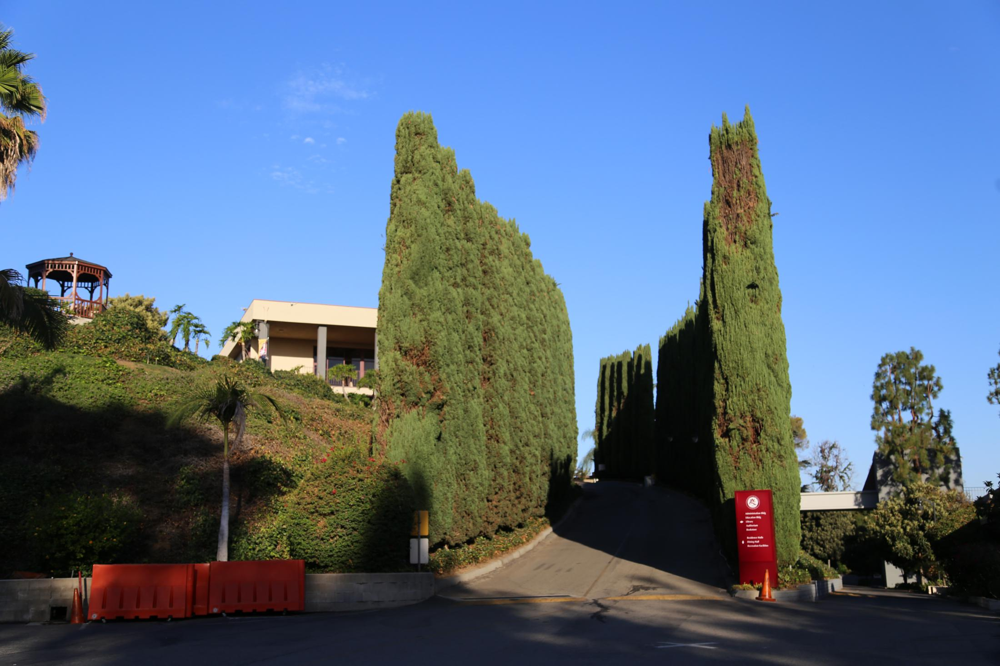 Administration Bldg
Education Bldg
Library
Auditorium
Bookstore
Residence Halls
Dining Hall
Recreation Facilities